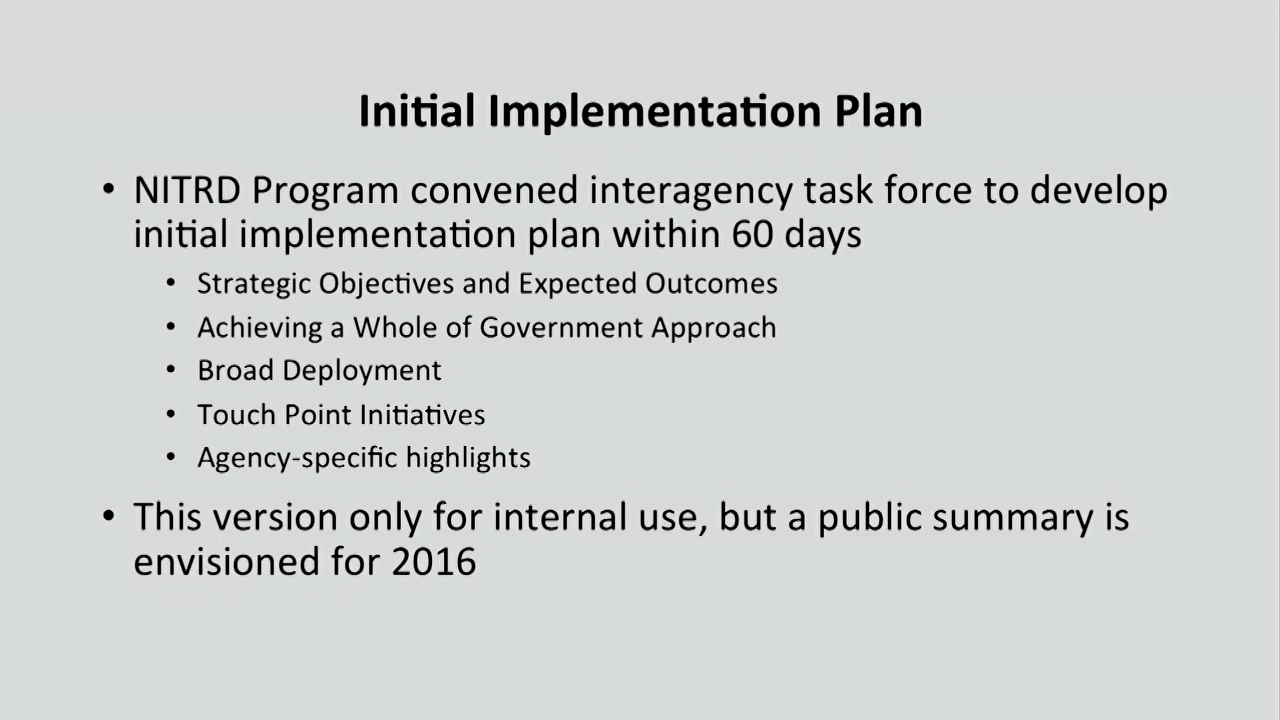 Initial Implementation Plan
• NITRD Program convened interagency task force to develop
initial implementation plan within 60 days
• Strategic Objectives and Expected Outcomes
• Achieving a Whole of Government Approach
• Broad Deployment
• Touch Point Initiatives
• Agency-specific highlights
• This version only for internal use, but a public summary is
envisioned for 2016